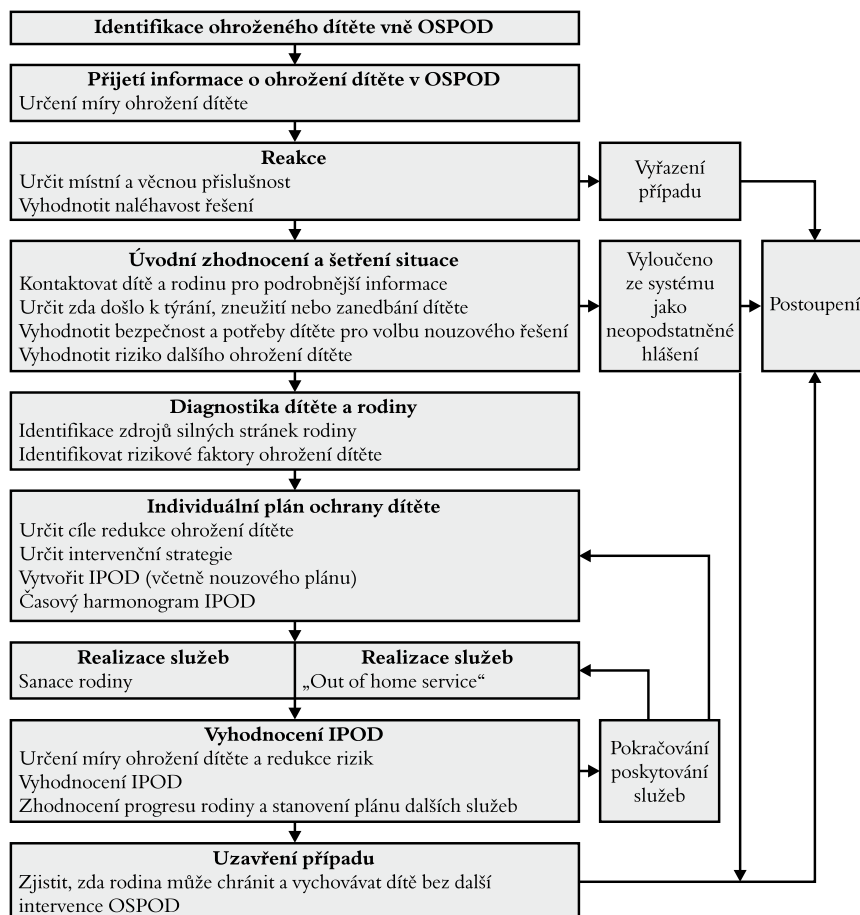 Identifikace ohroženého dítěte vně OSPOD
Přijetí informace o ohrožení dítěte v OSPOD
Určení míry ohrožení dítěte
Reakce
Určit místní a věcnou přislušnost
Vyhodnotit naléhavost řešení
Vyřazení
případu
Úvodní zhodnocení a šetření situace
Kontaktovat dítě a rodinu pro podrobnější informace
Určit zda došlo k týrání, zneužití nebo zanedbání dítěte
Vyhodnotit bezpečnost a potřeby dítěte pro volbu nouzového řešení
Vyhodnotit riziko dalšího ohrožení dítěte
Vyloučeno
ze systému
jako
neopodstatněné
hlášení
Postoupení
Diagnostika dítěte a rodiny
Identifikace zdrojů silných stránek rodiny
Identifikovat rizikové faktory ohrožení dítěte
Individuální plán ochrany dítěte
Určit cíle redukce ohrožení dítěte
Určit intervenční strategie
Vytvořit IPOD (včetně nouzového plánu)
Časový harmonogram IPOD
Realizace služeb
Sanace rodiny
Realizace služeb
„Out of home service“
Vyhodnocení IPOD
Určení míry ohrožení dítěte a redukce rizik
Vyhodnocení IPOD
Zhodnocení progresu rodiny a stanovení plánu dalších služeb
Pokračování
poskytování
služeb
Uzavření případu
Zjistit, zda rodina může chránit a vychovávat dítě bez další
intervence OSPOD